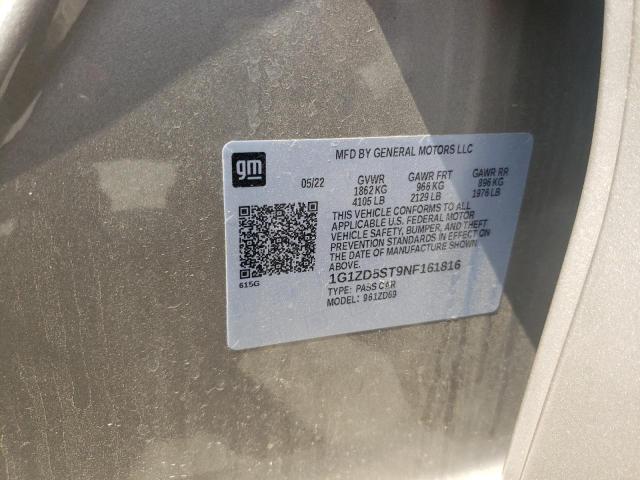 gm
MFD BY GENERAL MOTORS LLC
05/22 GVWR GAWR FRT GAWR RR
1862 KG 966 KG 896 KG
4105 LB 2129 LB 1976 LB
THIS VEHICLE CONFORMS TO ALL
APPLICABLE U.S. FEDERAL MOTOR
VEHICLE SAFETY, BUMPER, AND THEFT
PREVENTION STANDARDS IN EFFECT ON
THE DATE OF MANUFACTURE SHOWN
ABOVE.
1G1ZD5ST9NF161816
TYPE: PASS CAR
MODEL: 961ZD69
615G